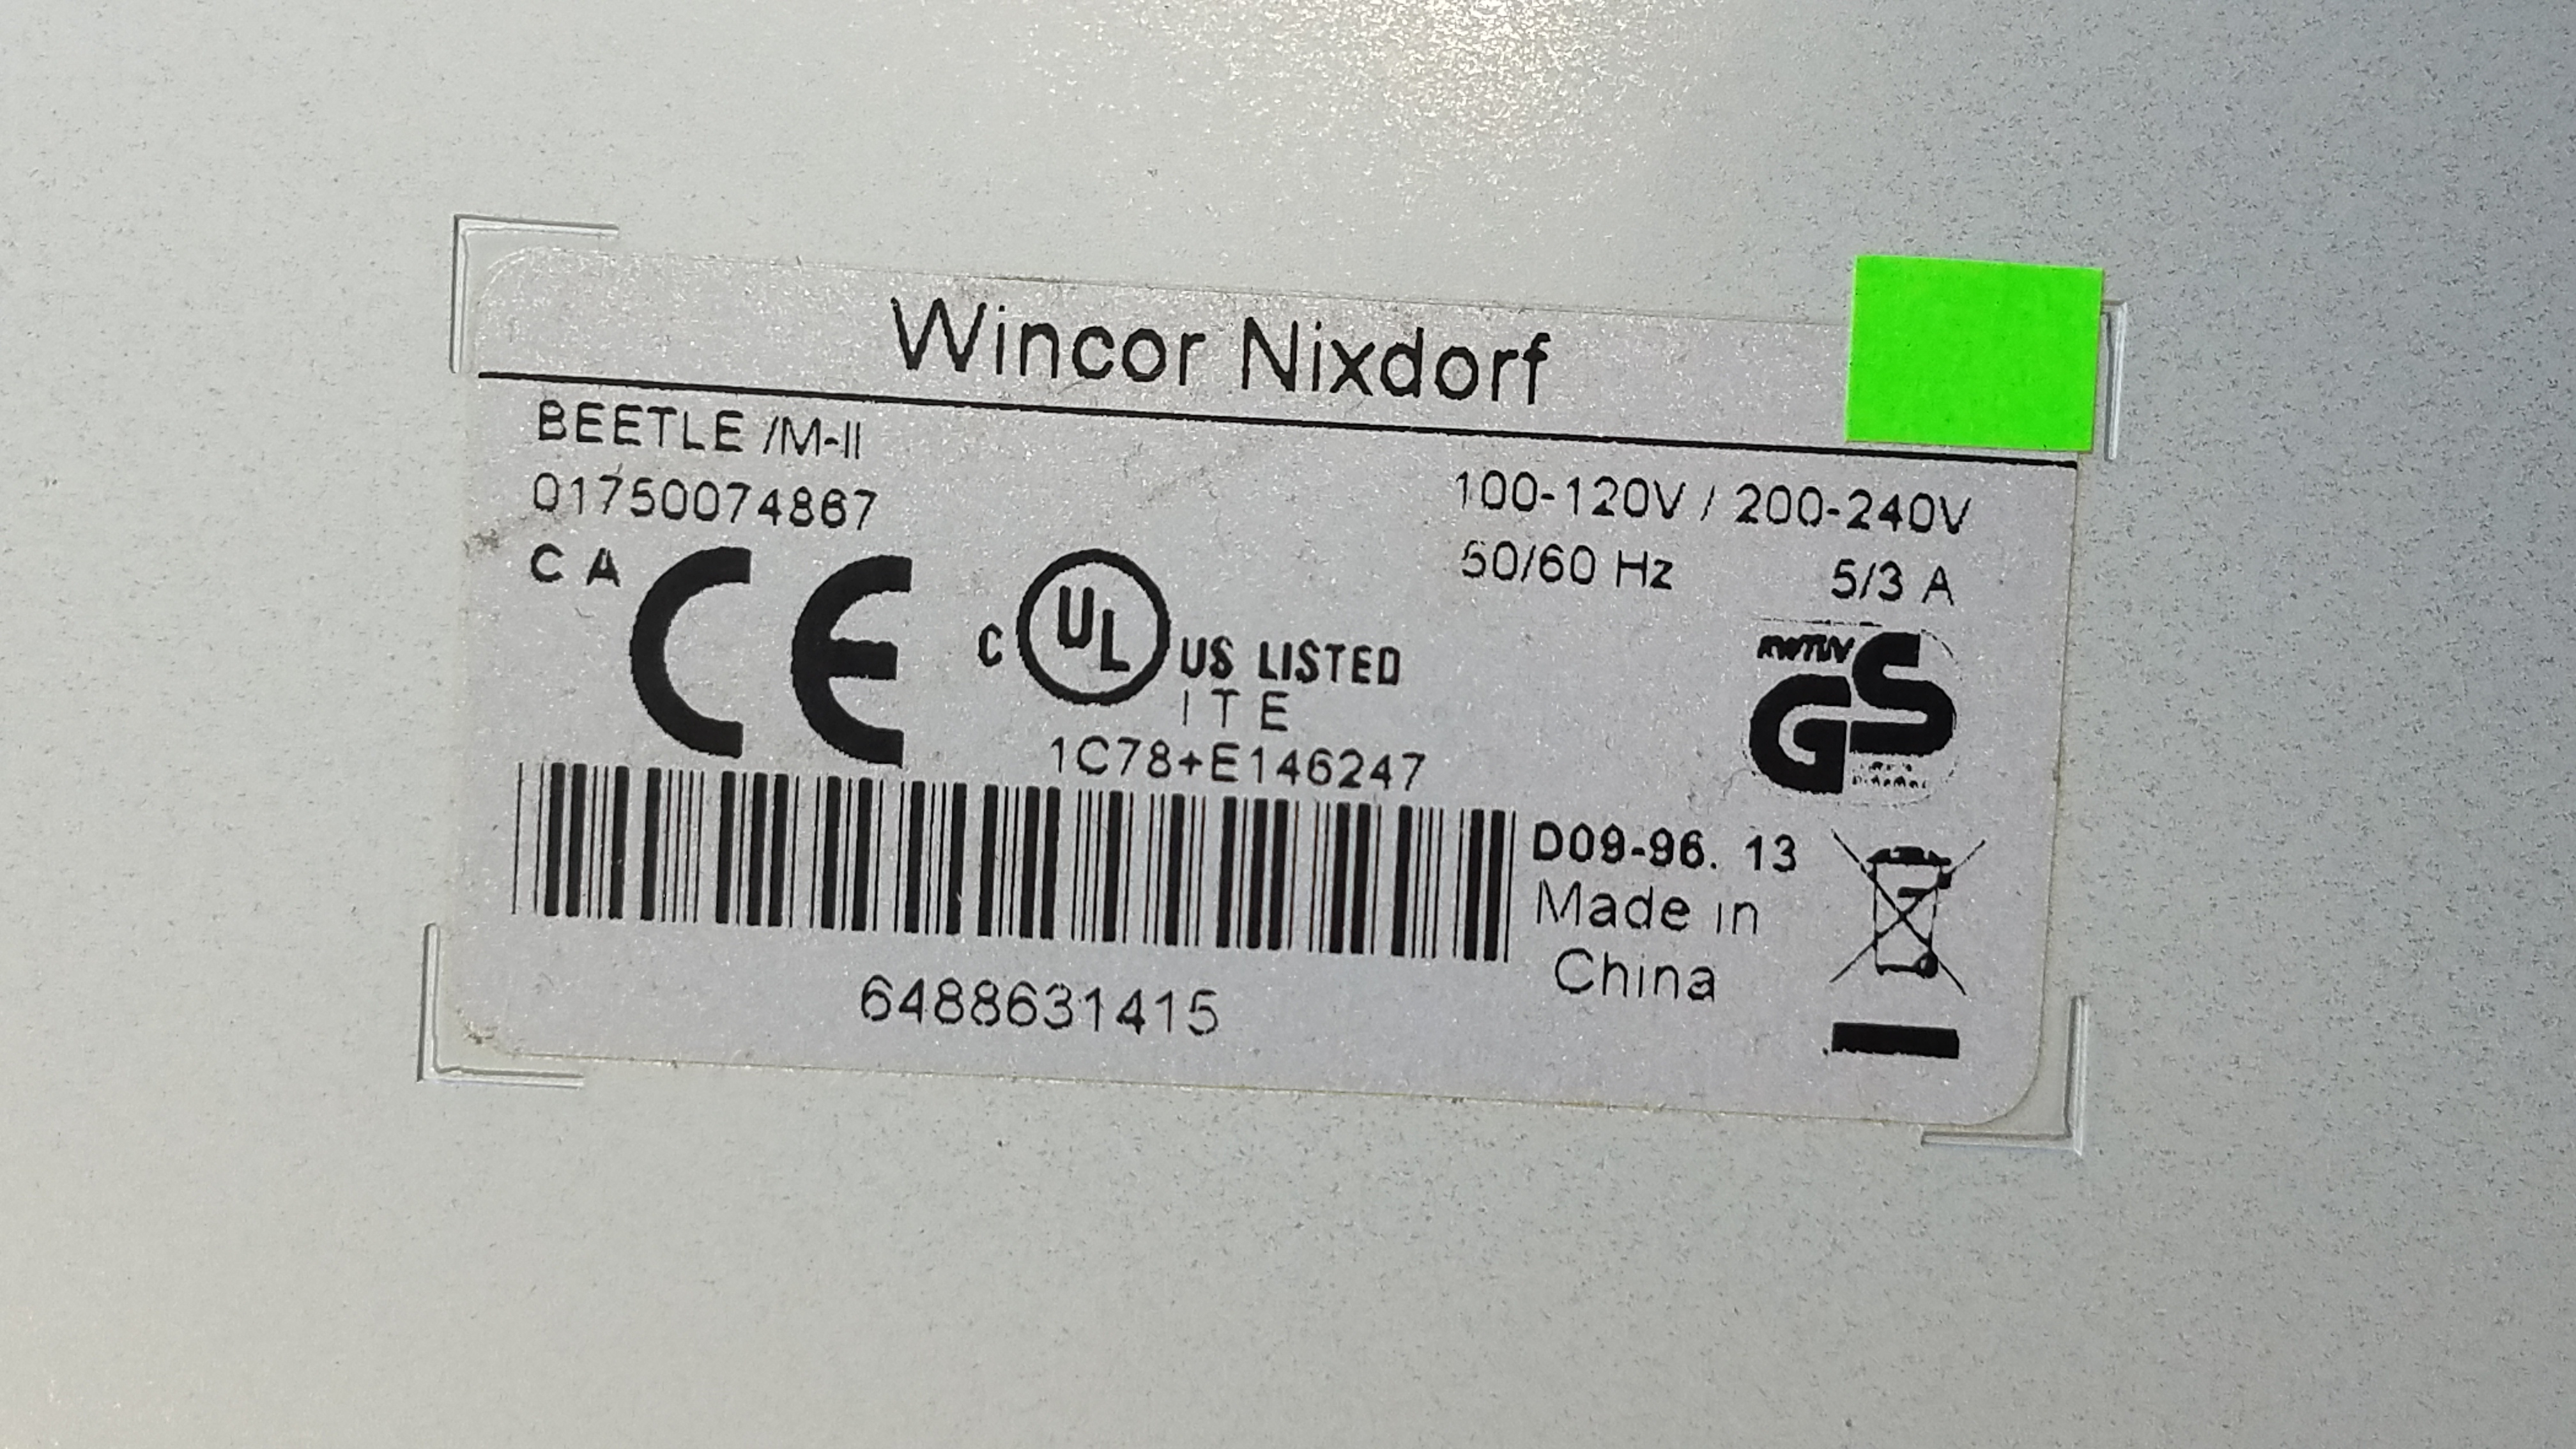 Wincor Nixdorf
BEETLE /M-II
01750074867
100-120V / 200-240V
50/60 Hz 5/3 A
C A
CE
C UL US LISTED
I T E
1C78+E146247
RWTÜV
GS
D09-96. 13
Made in
China
6488631415